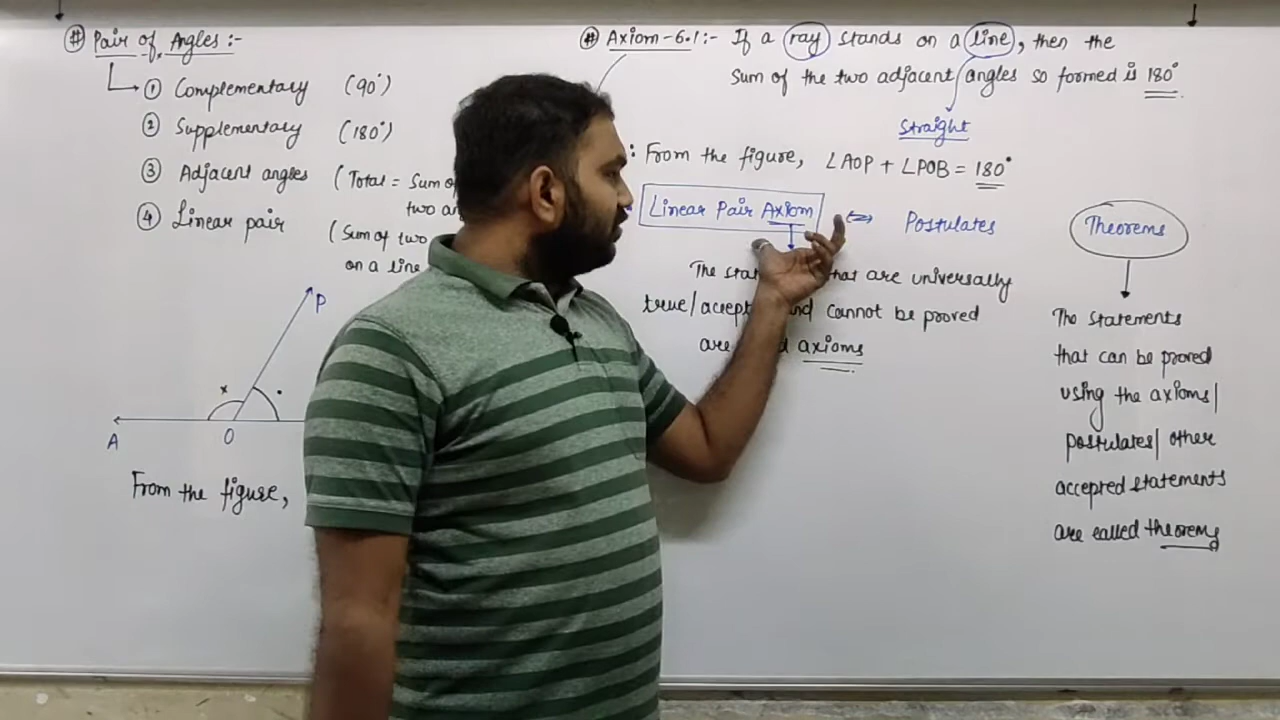 # Pair of Angles :-
① Complementary (90°)
② Supplementary (180°)
③ Adjacent angles (Total = Sum of
two an
④ Linear pair (Sum of two
on a line
P
x
A
O
From the figure,
# Axiom-6.1 :- If a ray stands on a line, then the
Sum of the two adjacent angles so formed is 180°.
Straight
: From the figure, ∠AOP + ∠POB = 180°
Linear Pair Axiom ⇔ Postulates
The that are universally
true/ and cannot be proved
are axioms
Theorems
The statements
that can be proved
using the axioms/
postulates/ other
accepted statements
are called theorems